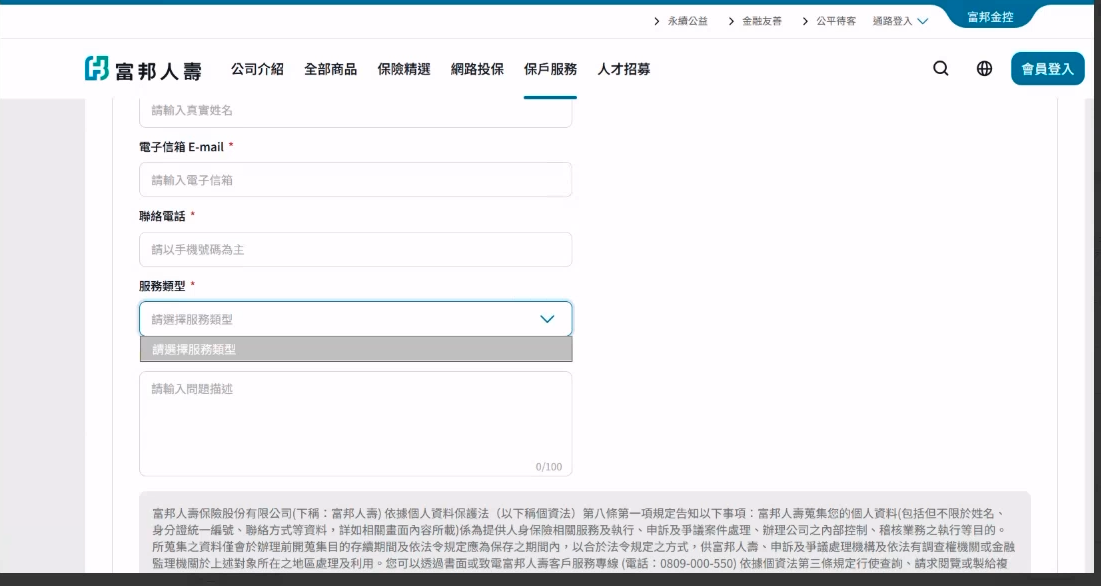 永續公益 金融友善 公平待客 通路登入 富邦金控
富邦人壽 公司介紹 全部商品 保險精選 網路投保 保戶服務 人才招募 會員登入
請輸入真實姓名
電子信箱 E-mail *
請輸入電子信箱
聯絡電話 *
請以手機號碼為主
服務類型 *
請選擇服務類型
請選擇服務類型
請輸入問題描述
0/100
富邦人壽保險股份有限公司(下稱：富邦人壽) 依據個人資料保護法（以下稱個資法）第八條第一項規定告知以下事項：富邦人壽蒐集您的個人資料(包括但不限於姓名、
身分證統一編號、聯絡方式等資料，詳如相關畫面內容所載)係為提供人身保險相關服務及執行、申訴及爭議案件處理、辦理公司之內部控制、稽核業務之執行等目的。
所蒐集之資料僅會於辦理前開蒐集目的存續期間及依法令規定應為保存之期間內，以合於法令規定之方式，供富邦人壽、申訴及爭議處理機構及依法有調查權機關或金融
監理機關於上述對象所在之地區處理及利用。您可以透過書面或致電富邦人壽客戶服務專線 (電話：0809-000-550) 依據個資法第三條規定行使查詢、請求閱覽或製給複